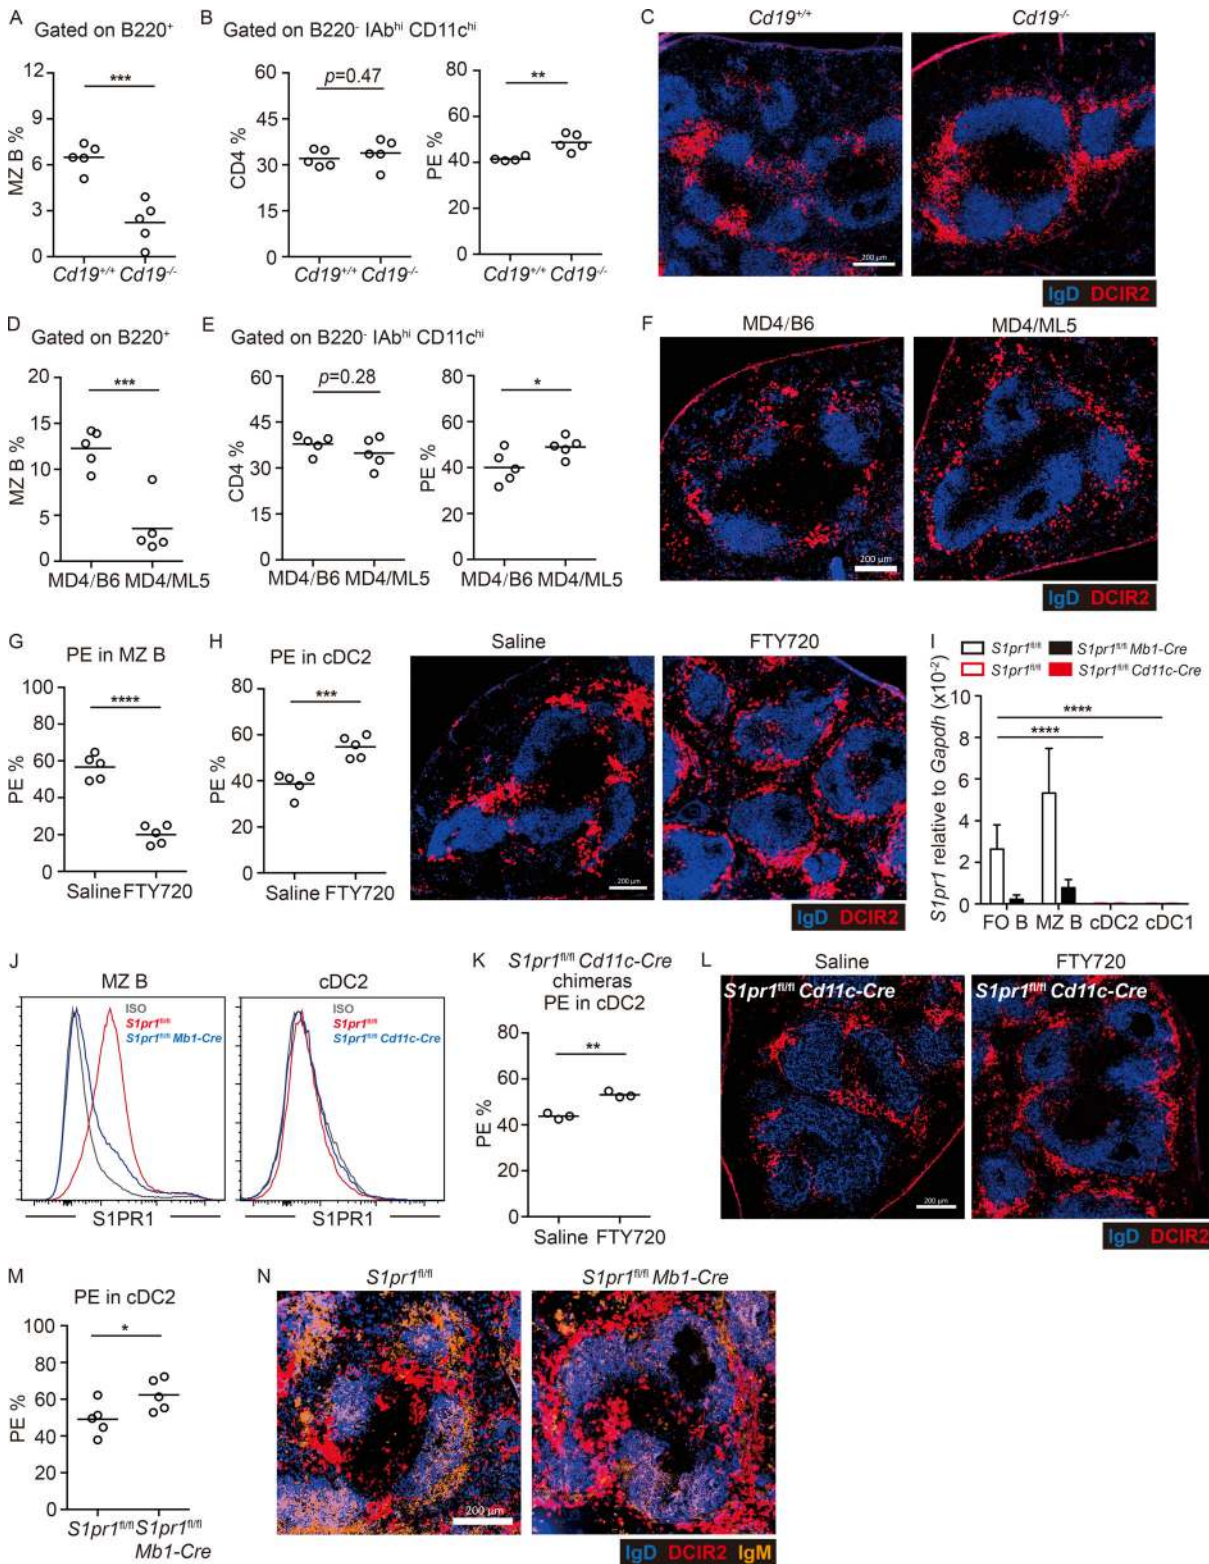 A Gated on B220⁺
MZ B %
12
9
6
3
0
***
Cd19⁺/⁺ Cd19⁻/⁻
B Gated on B220⁻ IAbʰⁱ CD11cʰⁱ
CD4 %
60
45
30
15
0
p=0.47
Cd19⁺/⁺ Cd19⁻/⁻
PE %
80
60
40
20
0
**
Cd19⁺/⁺ Cd19⁻/⁻
C Cd19⁺/⁺ Cd19⁻/⁻
200 μm
IgD DCIR2
D Gated on B220⁺
MZ B %
20
15
10
5
0
***
MD4/B6 MD4/ML5
E Gated on B220⁻ IAbʰⁱ CD11cʰⁱ
CD4 %
60
45
30
15
0
p=0.28
MD4/B6 MD4/ML5
PE %
80
60
40
20
0
*
MD4/B6 MD4/ML5
F MD4/B6 MD4/ML5
200 μm
IgD DCIR2
G
PE in MZ B
PE %
100
80
60
40
20
0
****
Saline FTY720
H
PE in cDC2
PE %
80
60
40
20
0
***
Saline FTY720
Saline FTY720
200 μm
IgD DCIR2
I
S1pr1ᶠˡ/ᶠˡ S1pr1ᶠˡ/ᶠˡ Mb1-Cre
S1pr1ᶠˡ/ᶠˡ S1pr1ᶠˡ/ᶠˡ Cd11c-Cre
S1pr1 relative to Gapdh (x10⁻²)
10
8
6
4
2
0
****
****
FO B MZ B cDC2 cDC1
J
MZ B
ISO
S1pr1ᶠˡ/ᶠˡ
S1pr1ᶠˡ/ᶠˡ Mb1-Cre
S1PR1
cDC2
ISO
S1pr1ᶠˡ/ᶠˡ
S1pr1ᶠˡ/ᶠˡ Cd11c-Cre
S1PR1
K S1pr1ᶠˡ/ᶠˡ Cd11c-Cre
chimeras
PE in cDC2
PE %
80
60
40
20
0
**
Saline FTY720
L Saline FTY720
S1pr1ᶠˡ/ᶠˡ Cd11c-Cre S1pr1ᶠˡ/ᶠˡ Cd11c-Cre
200 μm
IgD DCIR2
M
PE in cDC2
PE %
100
80
60
40
20
0
*
S1pr1ᶠˡ/ᶠˡ S1pr1ᶠˡ/ᶠˡ
Mb1-Cre
N S1pr1ᶠˡ/ᶠˡ S1pr1ᶠˡ/ᶠˡ Mb1-Cre
200 μm
IgD DCIR2 IgM